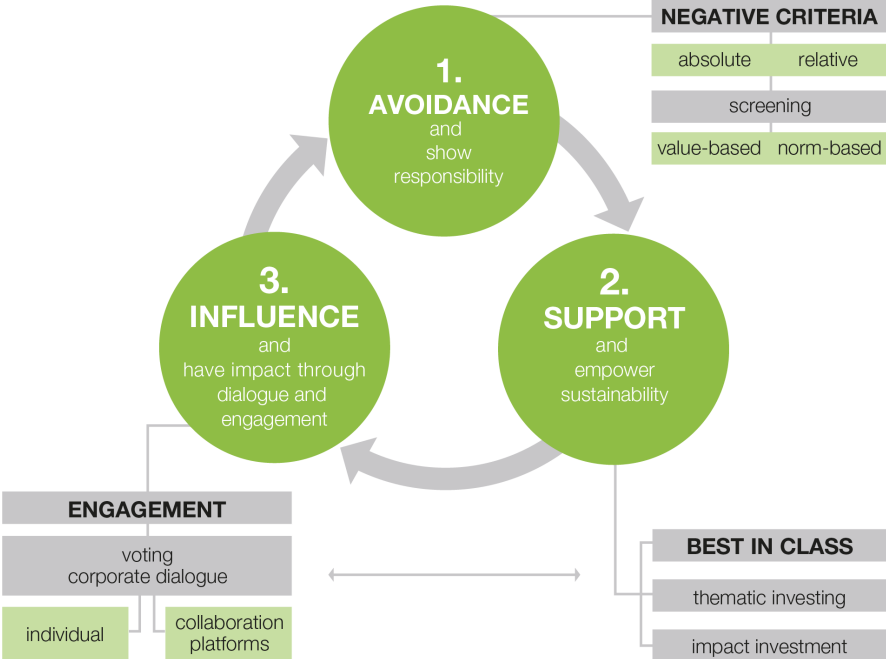 1.
AVOIDANCE
and
show
responsibility
NEGATIVE CRITERIA
absolute relative
screening
value-based norm-based
2.
SUPPORT
and
empower
sustainability
BEST IN CLASS
thematic investing
impact investment
3.
INFLUENCE
and
have impact through
dialogue and
engagement
ENGAGEMENT
voting
corporate dialogue
individual
collaboration
platforms